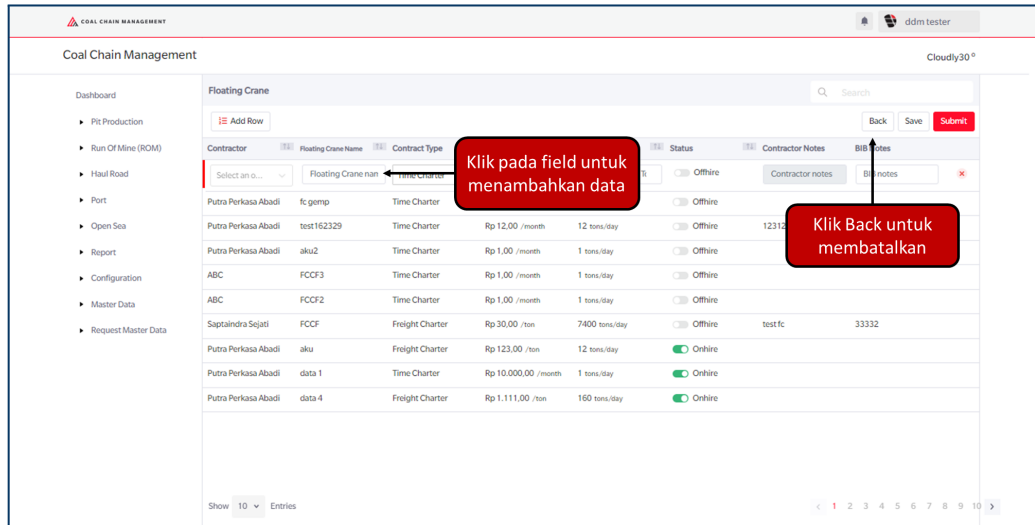 COAL CHAIN MANAGEMENT
ddm tester
Coal Chain Management
Cloudly30 °
Dashboard
Pit Production
Run Of Mine (ROM)
Haul Road
Port
Open Sea
Report
Configuration
Master Data
Request Master Data
Floating Crane
Search
Add Row
Back Save Submit
Contractor Floating Crane Name Contract Type Status Contractor Notes BIB Notes
Select an o... Floating Crane nan Time Charter Offhire Contractor notes BIB notes
Klik pada field untuk
menambahkan data
Klik Back untuk
membatalkan
Putra Perkasa Abadi fc gemp Time Charter Offhire
Putra Perkasa Abadi test162329 Time Charter Rp 12,00 /month 12 tons/day Offhire 12312
Putra Perkasa Abadi aku2 Time Charter Rp 1,00 /month 1 tons/day Offhire
ABC FCCF3 Time Charter Rp 1,00 /month 1 tons/day Offhire
ABC FCCF2 Time Charter Rp 1,00 /month 1 tons/day Offhire
Saptaindra Sejati FCCF Freight Charter Rp 30,00 /ton 7400 tons/day Offhire test fc 33332
Putra Perkasa Abadi aku Freight Charter Rp 123,00 /ton 12 tons/day Onhire
Putra Perkasa Abadi data 1 Time Charter Rp 10.000,00 /month 1 tons/day Onhire
Putra Perkasa Abadi data 4 Freight Charter Rp 1.111,00 /ton 160 tons/day Onhire
Show 10 Entries
1 2 3 4 5 6 7 8 9 10